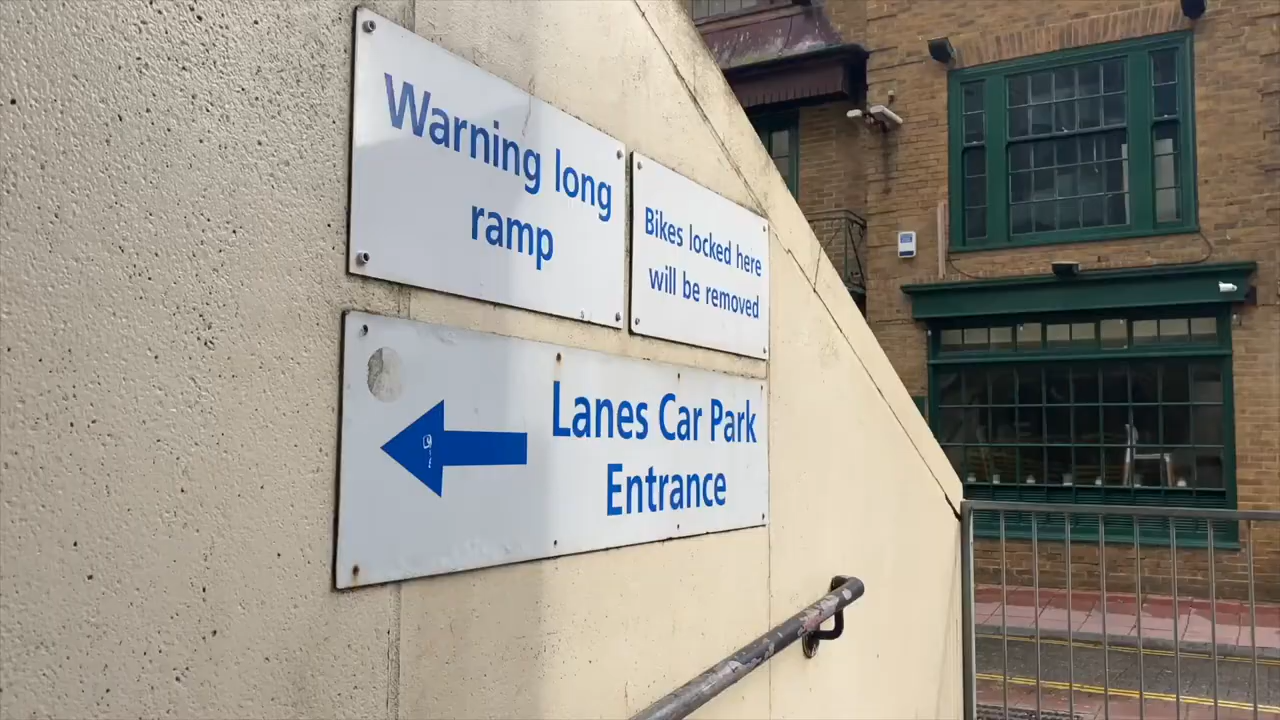 Warning long
ramp
Bikes locked here
will be removed
Lanes Car Park
Entrance